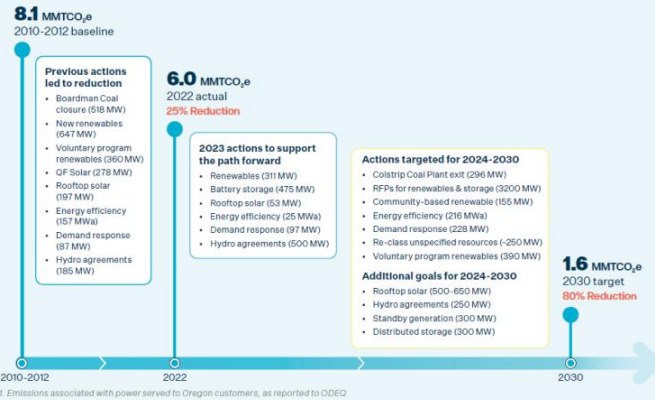 8.1 MMTCO₂e
2010-2012 baseline
Previous actions
led to reduction
• Boardman Coal
closure (518 MW)
• New renewables
(647 MW)
• Voluntary program
renewables (360 MW)
• QF Solar (278 MW)
• Rooftop solar
(197 MW)
• Energy efficiency
(157 MWa)
• Demand response
(87 MW)
• Hydro agreements
(185 MW)
6.0 MMTCO₂e
2022 actual
25% Reduction
2023 actions to support
the path forward
• Renewables (311 MW)
• Battery storage (475 MW)
• Rooftop solar (53 MW)
• Energy efficiency (25 MWa)
• Demand response (97 MW)
• Hydro agreements (500 MW)
Actions targeted for 2024-2030
• Colstrip Coal Plant exit (296 MW)
• RFPs for renewables & storage (3200 MW)
• Community-based renewable (155 MW)
• Energy efficiency (216 MWa)
• Demand response (228 MW)
• Re-class unspecified resources (-250 MW)
• Voluntary program renewables (390 MW)
Additional goals for 2024-2030
• Rooftop solar (500-650 MW)
• Hydro agreements (250 MW)
• Standby generation (300 MW)
• Distributed storage (300 MW)
1.6 MMTCO₂e
2030 target
80% Reduction
2010-2012
2022
2030
1. Emissions associated with power served to Oregon customers, as reported to ODEQ